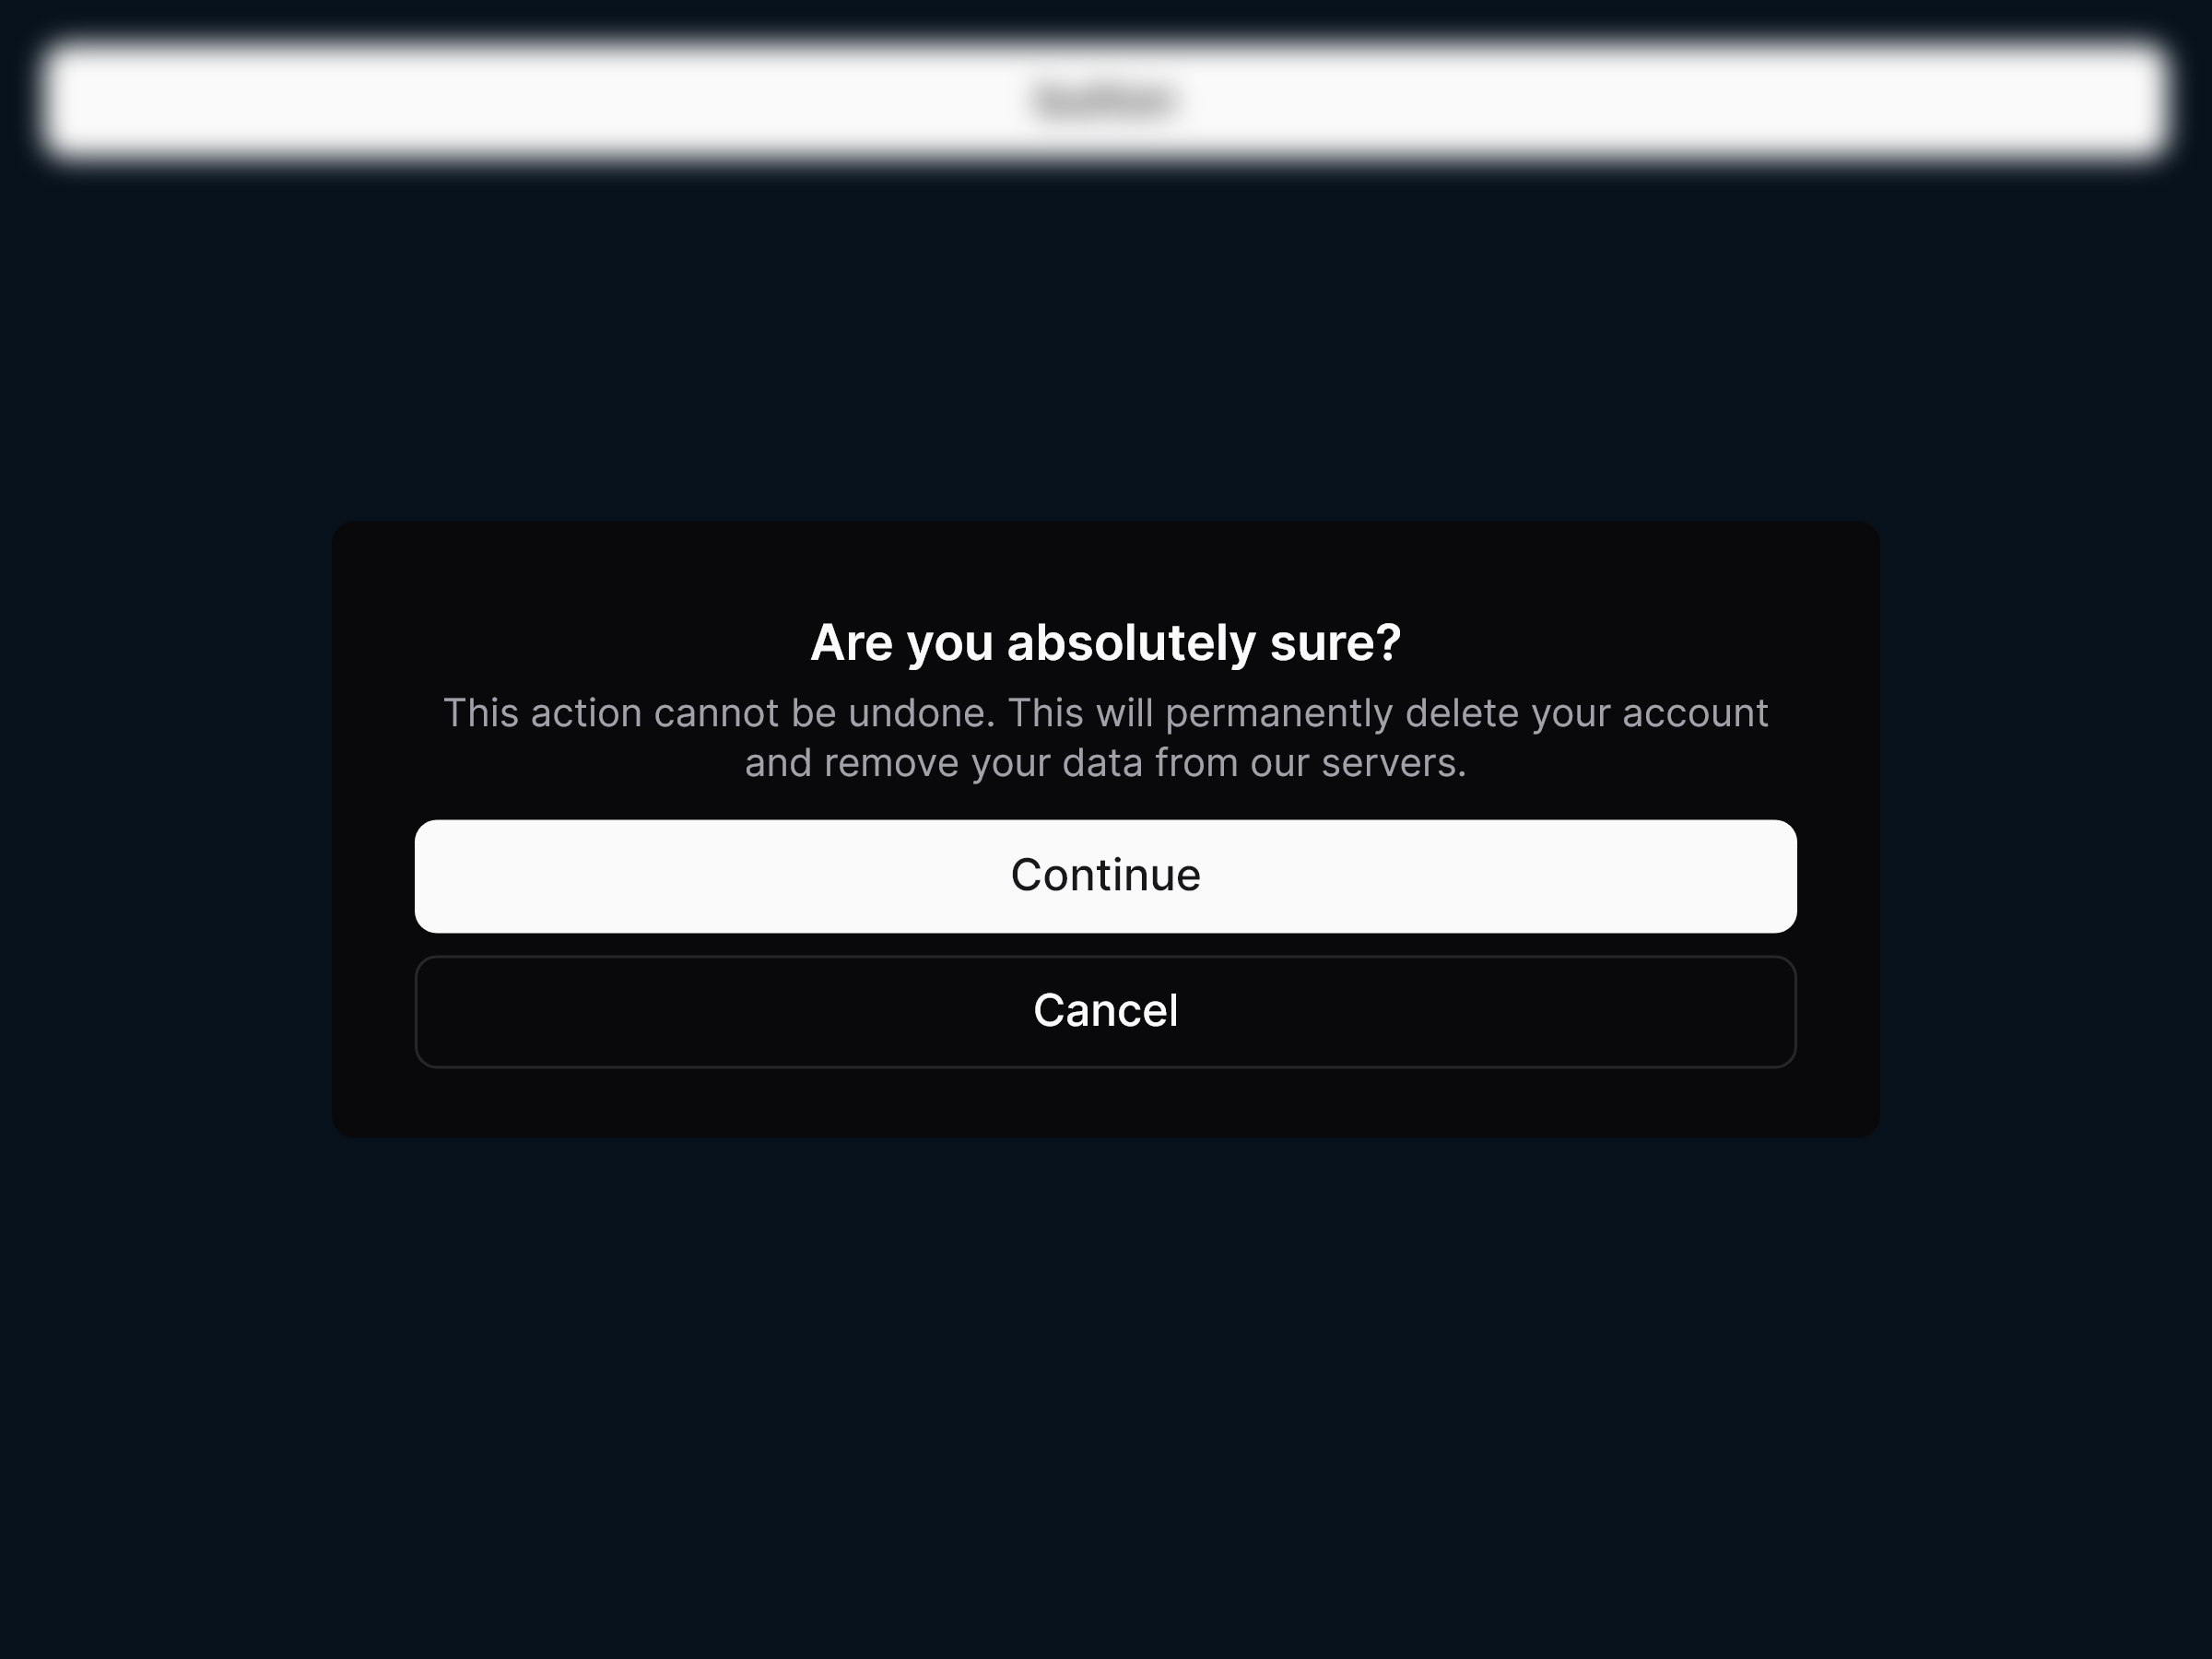 Are you absolutely sure?
This action cannot be undone. This will permanently delete your account
and remove your data from our servers.
Continue
Cancel